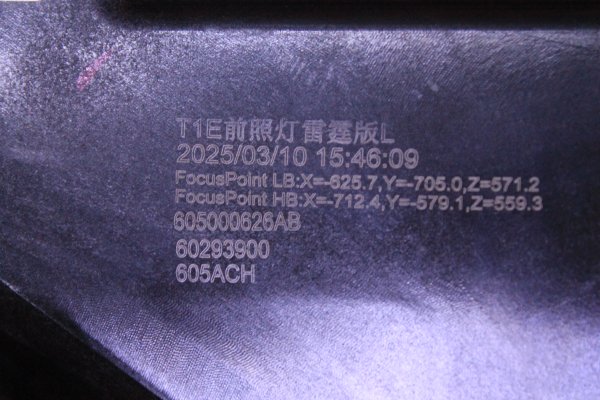 T1E前照灯雷霆版L
2025/03/10 15:46:09
FocusPoint LB:X=-625.7,Y=-705.0,Z=571.2
FocusPoint HB:X=-712.4,Y=-579.1,Z=559.3
605000626AB
60293900
605ACH